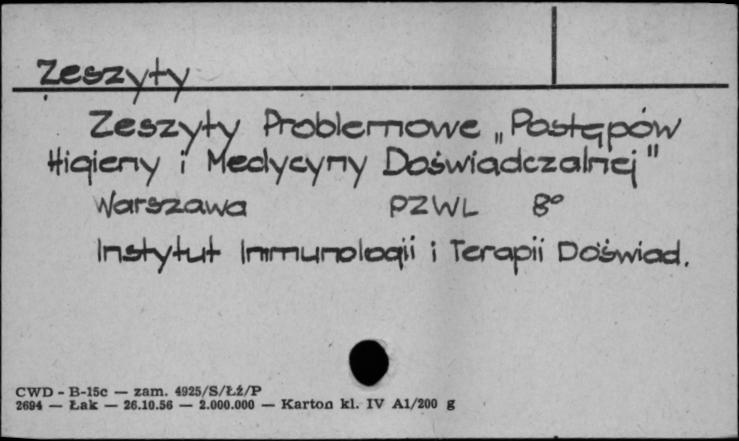 Zeszyty
Zeszyty Problemowe „Postępów
Higieny i Medycyny Doświadczalnej"
Warszawa PZWL 8°
Instytut Immunologii i Terapii Doświad.
CWD - B-15c — zam. 4925/S/Łź/P
2694 — Łak — 26.10.56 — 2.000.000 — Karton kl. IV A1/200 g